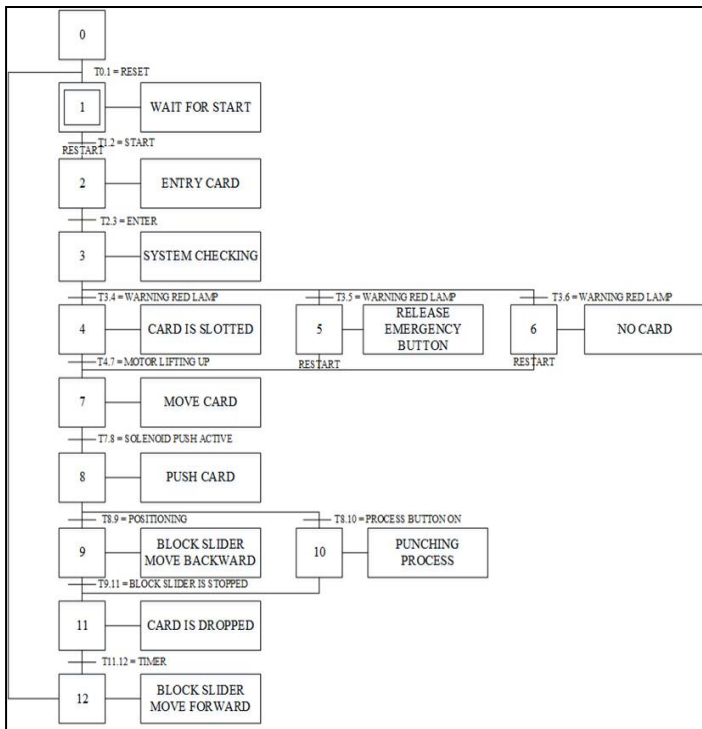 0
T0.1 = RESET
1
WAIT FOR START
T1.2 = START
RESTART
2
ENTRY CARD
T2.3 = ENTER
3
SYSTEM CHECKING
T3.4 = WARNING RED LAMP
T3.5 = WARNING RED LAMP
T3.6 = WARNING RED LAMP
4
CARD IS SLOTTED
5
RELEASE
EMERGENCY
BUTTON
6
NO CARD
T4.7 = MOTOR LIFTING UP
RESTART
RESTART
7
MOVE CARD
T7.8 = SOLENOID PUSH ACTIVE
8
PUSH CARD
T8.9 = POSITIONING
T8.10 = PROCESS BUTTON ON
9
BLOCK SLIDER
MOVE BACKWARD
10
PUNCHING
PROCESS
T9.11 = BLOCK SLIDER IS STOPPED
11
CARD IS DROPPED
T11.12 = TIMER
12
BLOCK SLIDER
MOVE FORWARD